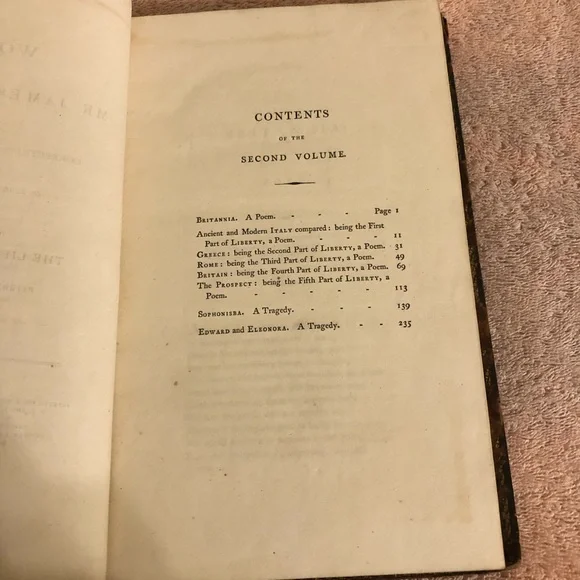 CONTENTS
OF THE
SECOND VOLUME.
BRITANNIA. A Poem. - - - Page 1
Ancient and Modern ITALY compared: being the First
Part of LIBERTY, a Poem. - - - 11
GREECE: being the Second Part of LIBERTY, a Poem. 31
ROME: being the Third Part of LIBERTY, a Poem. 49
BRITAIN: being the Fourth Part of LIBERTY, a Poem. 69
The PROSPECT: being the Fifth Part of LIBERTY, a
Poem. - - - - - 113
SOPHONISBA. A Tragedy. - - - 139
EDWARD and ELEONORA. A Tragedy. - - 235